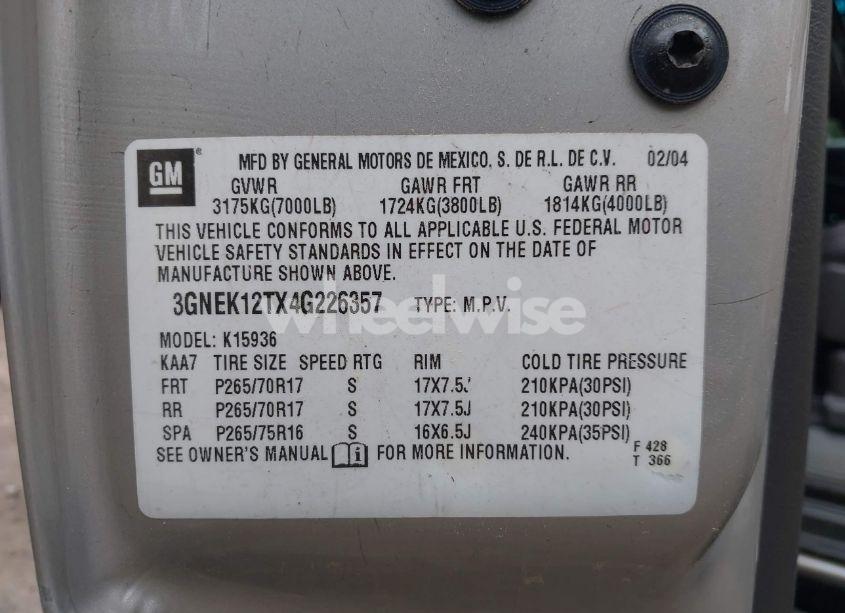 GM ® MFD BY GENERAL MOTORS DE MEXICO, S. DE R.L. DE C.V. 02/04
GVWR GAWR FRT GAWR RR
3175KG(7000LB) 1724KG(3800LB) 1814KG(4000LB)
THIS VEHICLE CONFORMS TO ALL APPLICABLE U.S. FEDERAL MOTOR
VEHICLE SAFETY STANDARDS IN EFFECT ON THE DATE OF
MANUFACTURE SHOWN ABOVE.
3GNEK12TX4G226357 TYPE: M.P.V.
wheelwise
MODEL: K15936
KAA7 TIRE SIZE SPEED RTG RIM COLD TIRE PRESSURE
FRT P265/70R17 S 17X7.5J 210KPA(30PSI)
RR P265/70R17 S 17X7.5J 210KPA(30PSI)
SPA P265/75R16 S 16X6.5J 240KPA(35PSI)
SEE OWNER'S MANUAL FOR MORE INFORMATION.
F 428
T 366